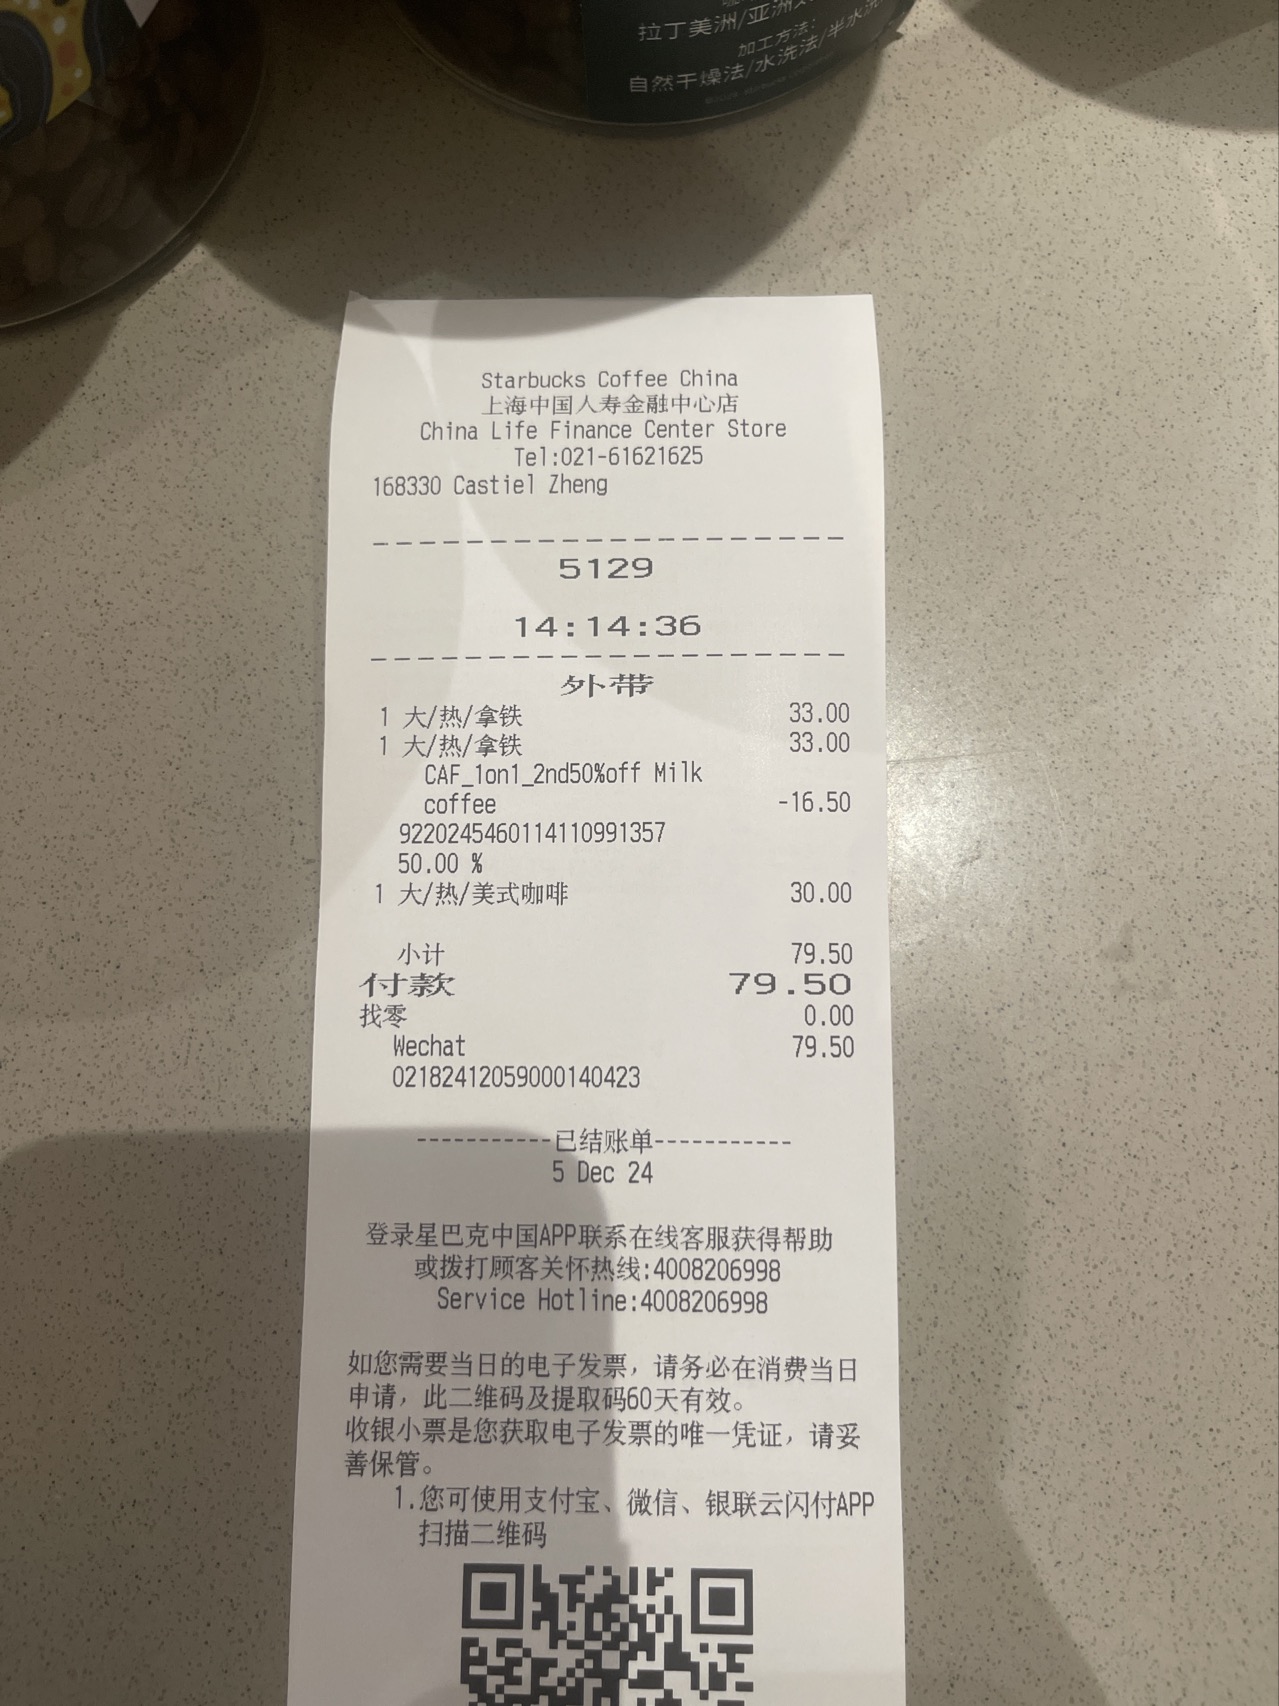 拉丁美洲/亚洲
加工方法:
自然干燥法/水洗法/半水洗
Starbucks Coffee China
上海中国人寿金融中心店
China Life Finance Center Store
Tel:021-61621625
168330 Castiel Zheng
5129
14:14:36
外带
1 大/热/拿铁 33.00
1 大/热/拿铁 33.00
CAF_1on1_2nd50%off Milk
coffee -16.50
9220245460114110991357
50.00 %
1 大/热/美式咖啡 30.00
小计 79.50
付款 79.50
找零 0.00
Wechat 79.50
02182412059000140423
-----------已结账单-----------
5 Dec 24
登录星巴克中国APP联系在线客服获得帮助
或拨打顾客关怀热线:4008206998
Service Hotline:4008206998
如您需要当日的电子发票，请务必在消费当日
申请，此二维码及提取码60天有效。
收银小票是您获取电子发票的唯一凭证，请妥
善保管。
1.您可使用支付宝、微信、银联云闪付APP
扫描二维码